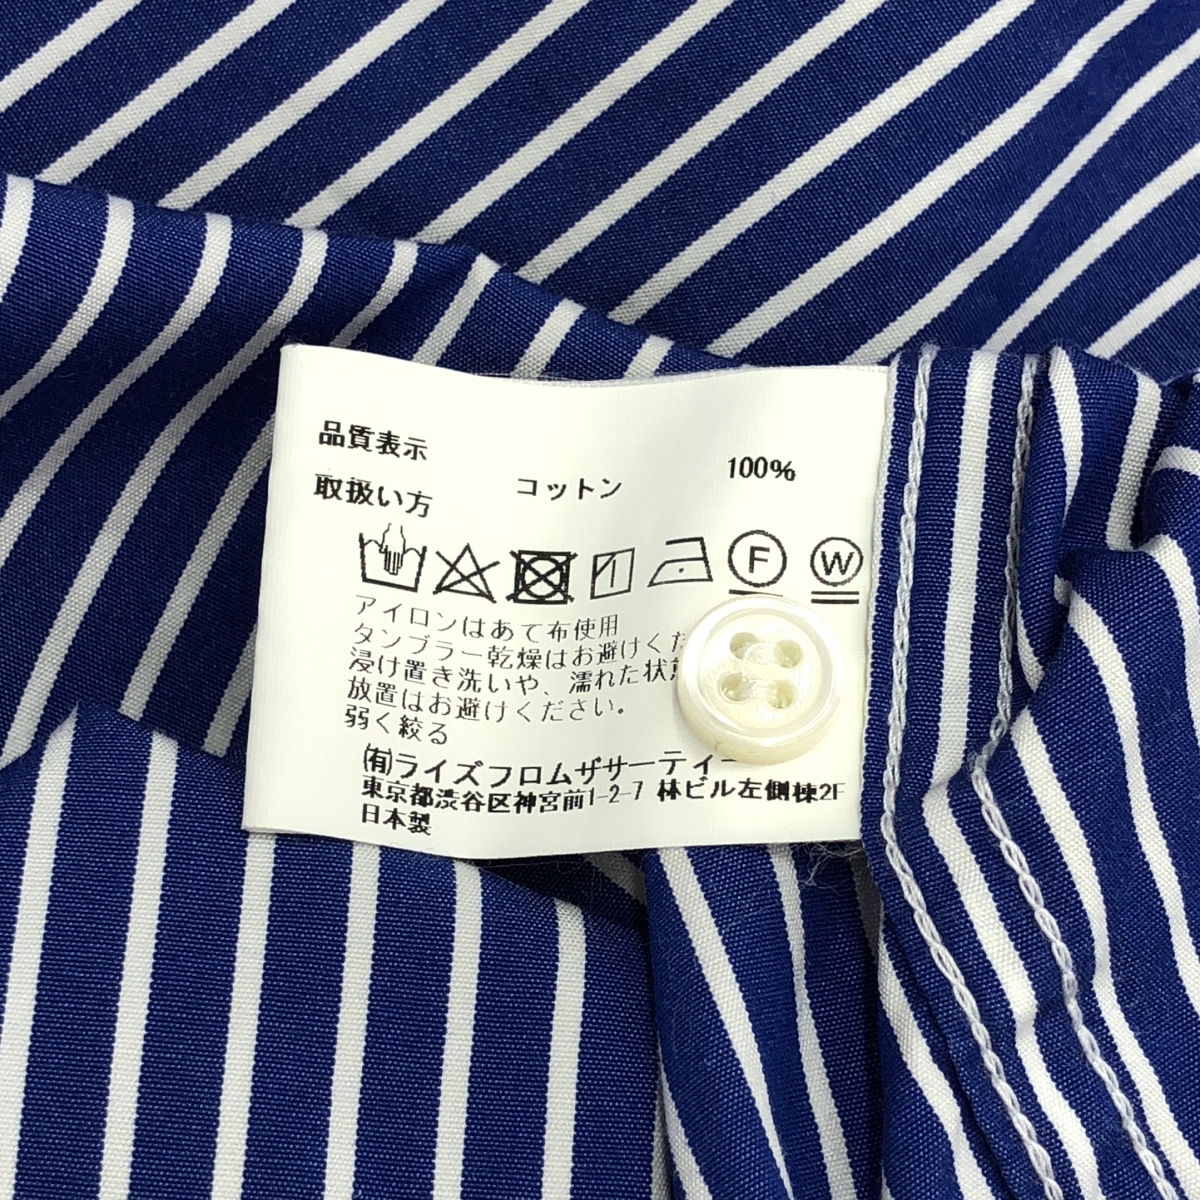 品質表示
コットン 100%
取扱い方
F W
アイロンはあて布使用
タンブラー乾燥はお避けくだ
浸け置き洗いや、濡れた状態
放置はお避けください。
弱く絞る
㈲ライズフロムザサーティー
東京都渋谷区神宮前1-2-7 林ビル左側棟2F
日本製